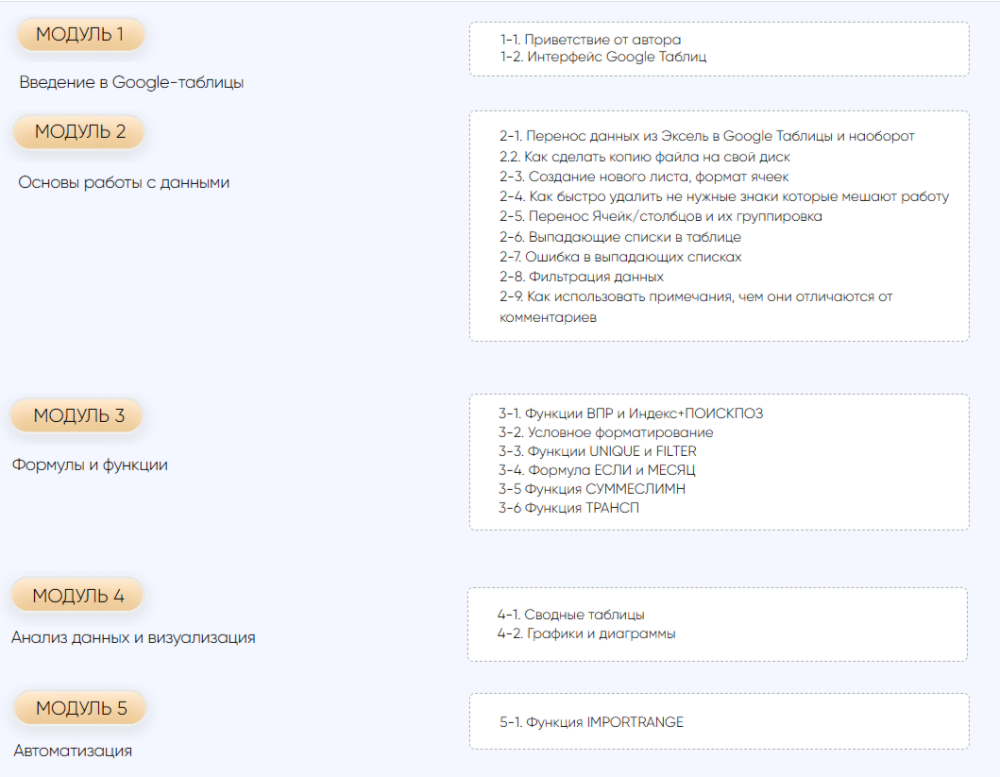 МОДУЛЬ 1
Введение в Google-таблицы
1-1. Приветствие от автора
1-2. Интерфейс Google Таблиц
МОДУЛЬ 2
Основы работы с данными
2-1. Перенос данных из Эксель в Google Таблицы и наоборот
2.2. Как сделать копию файла на свой диск
2-3. Создание нового листа, формат ячеек
2-4. Как быстро удалить не нужные знаки которые мешают работу
2-5. Перенос Ячейк/столбцов и их группировка
2-6. Выпадающие списки в таблице
2-7. Ошибка в выпадающих списках
2-8. Фильтрация данных
2-9. Как использовать примечания, чем они отличаются от
комментариев
МОДУЛЬ 3
Формулы и функции
3-1. Функции ВПР и Индекс+ПОИСКПОЗ
3-2. Условное форматирование
3-3. Функции UNIQUE и FILTER
3-4. Формула ЕСЛИ и МЕСЯЦ
3-5 Функция СУММЕСЛИМН
3-6 Функция ТРАНСП
МОДУЛЬ 4
Анализ данных и визуализация
4-1. Сводные таблицы
4-2. Графики и диаграммы
МОДУЛЬ 5
Автоматизация
5-1. Функция IMPORTRANGE